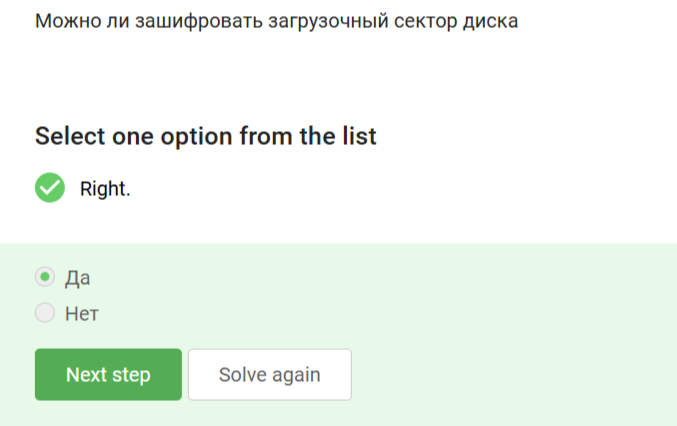 Можно ли зашифровать загрузочный сектор диска
Select one option from the list
Right.
Да
Нет
Next step
Solve again